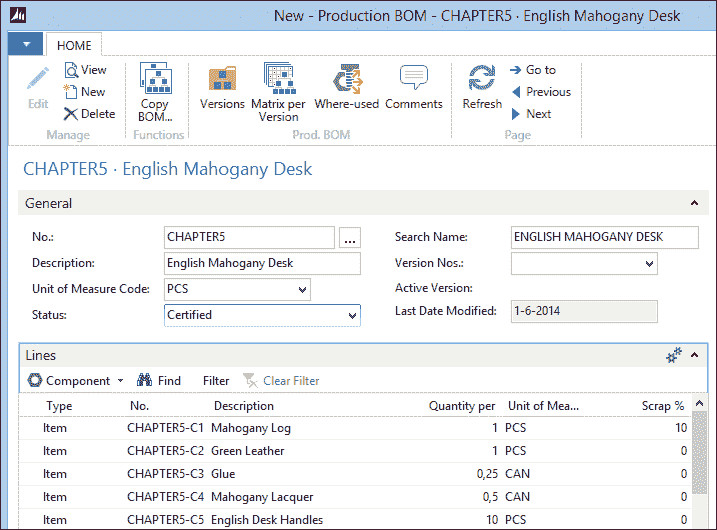 New - Production BOM - CHAPTER5 · English Mahogany Desk
HOME
Edit
View
New
Delete
Manage
Copy BOM...
Functions
Versions
Matrix per Version
Where-used
Comments
Prod. BOM
Refresh
Go to
Previous
Next
Page
CHAPTER5 · English Mahogany Desk
General
No.: CHAPTER5 ...
Search Name: ENGLISH MAHOGANY DESK
Description: English Mahogany Desk
Version Nos.:
Unit of Measure Code: PCS
Active Version:
Status: Certified
Last Date Modified: 1-6-2014
Lines
Component Find Filter Clear Filter
Type No. Description Quantity per Unit of Mea... Scrap %
Item CHAPTER5-C1 Mahogany Log 1 PCS 10
Item CHAPTER5-C2 Green Leather 1 PCS 0
Item CHAPTER5-C3 Glue 0,25 CAN 0
Item CHAPTER5-C4 Mahogany Lacquer 0,5 CAN 0
Item CHAPTER5-C5 English Desk Handles 10 PCS 0